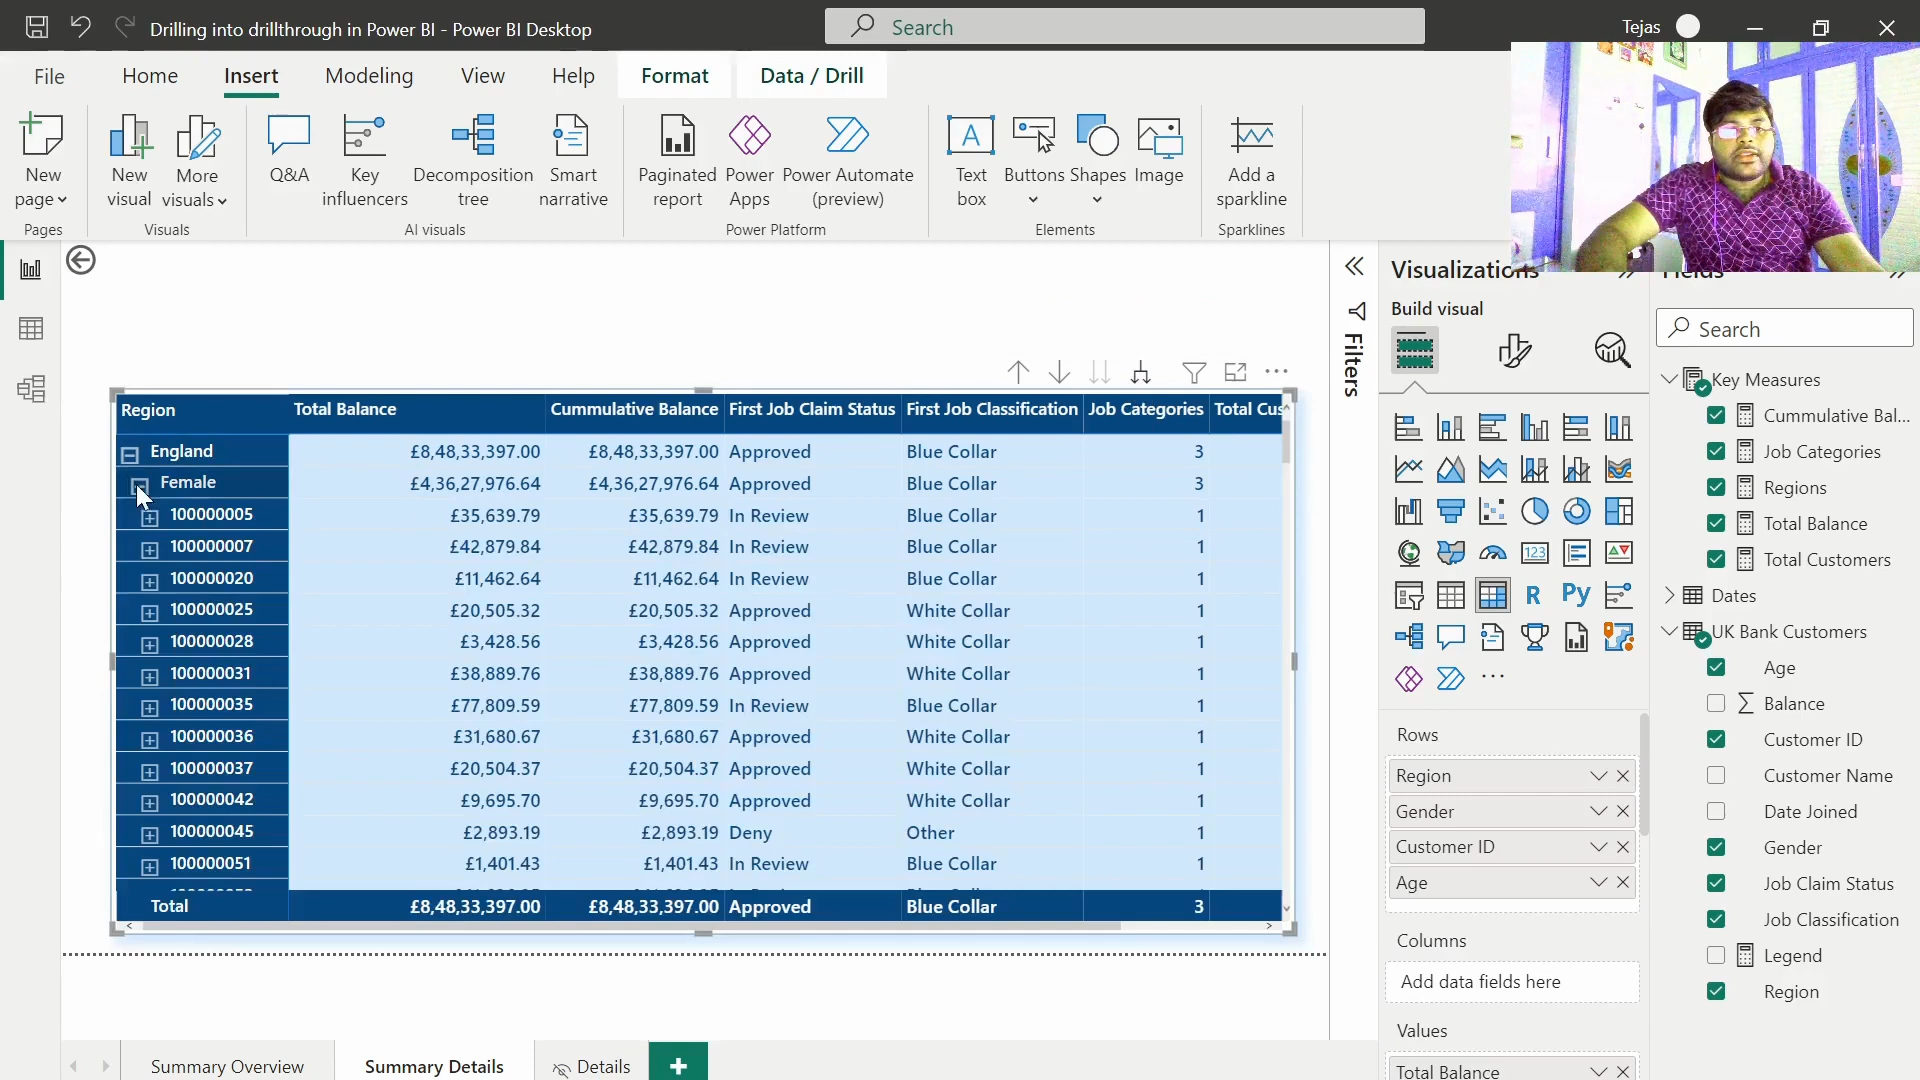 Drilling into drillthrough in Power BI - Power BI Desktop
Search
Tejas
File Home Insert Modeling View Help Format Data / Drill
New page
New visual
More visuals
Q&A
Key influencers
Decomposition tree
Smart narrative
Paginated report
Power Apps
Power Automate (preview)
Text box
Buttons
Shapes
Image
Add a sparkline
Pages Visuals AI visuals Power Platform Elements Sparklines
Region Total Balance Cummulative Balance First Job Claim Status First Job Classification Job Categories Total Cus
England £8,48,33,397.00 £8,48,33,397.00 Approved Blue Collar 3
Female £4,36,27,976.64 £4,36,27,976.64 Approved Blue Collar 3
100000005 £35,639.79 £35,639.79 In Review Blue Collar 1
100000007 £42,879.84 £42,879.84 In Review Blue Collar 1
100000020 £11,462.64 £11,462.64 In Review Blue Collar 1
100000025 £20,505.32 £20,505.32 Approved White Collar 1
100000028 £3,428.56 £3,428.56 Approved White Collar 1
100000031 £38,889.76 £38,889.76 Approved White Collar 1
100000035 £77,809.59 £77,809.59 In Review Blue Collar 1
100000036 £31,680.67 £31,680.67 Approved White Collar 1
100000037 £20,504.37 £20,504.37 Approved White Collar 1
100000042 £9,695.70 £9,695.70 Approved White Collar 1
100000045 £2,893.19 £2,893.19 Deny Other 1
100000051 £1,401.43 £1,401.43 In Review Blue Collar 1
Total £8,48,33,397.00 £8,48,33,397.00 Approved Blue Collar 3
Summary Overview Summary Details Details
Filters
Visualizations
Build visual
123
R Py
Rows
Region
Gender
Customer ID
Age
Columns
Add data fields here
Values
Total Balance
Fields
Search
Key Measures
Cummulative Bal...
Job Categories
Regions
Total Balance
Total Customers
Dates
UK Bank Customers
Age
Balance
Customer ID
Customer Name
Date Joined
Gender
Job Claim Status
Job Classification
Legend
Region